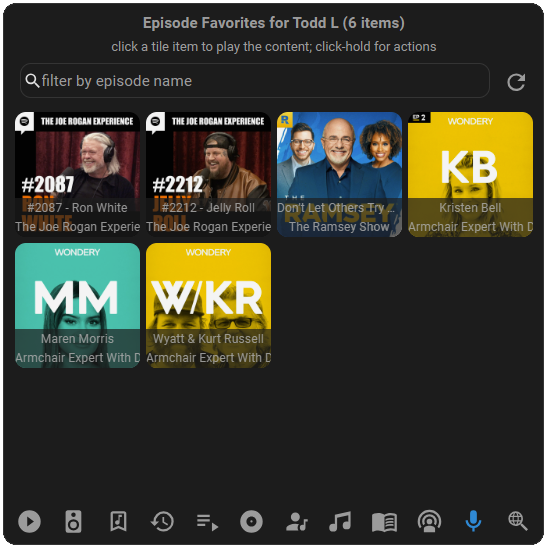 Episode Favorites for Todd L (6 items)
click a tile item to play the content; click-hold for actions
filter by episode name
THE JOE ROGAN EXPERIENCE
#2087
RON
WHITE
#2087 - Ron White
The Joe Rogan Experie
THE JOE ROGAN EXPERIENCE
#2212
JELLY
ROLL
#2212 - Jelly Roll
The Joe Rogan Experie
R
THE
RAMSEY
Don't Let Others Try ...
The Ramsey Show
EP 2
WONDERY
KB
Kristen Bell
Armchair Expert With D
WONDERY
MM
Maren Morris
Armchair Expert With D
WONDERY
W/KR
Wyatt & Kurt Russell
Armchair Expert With D